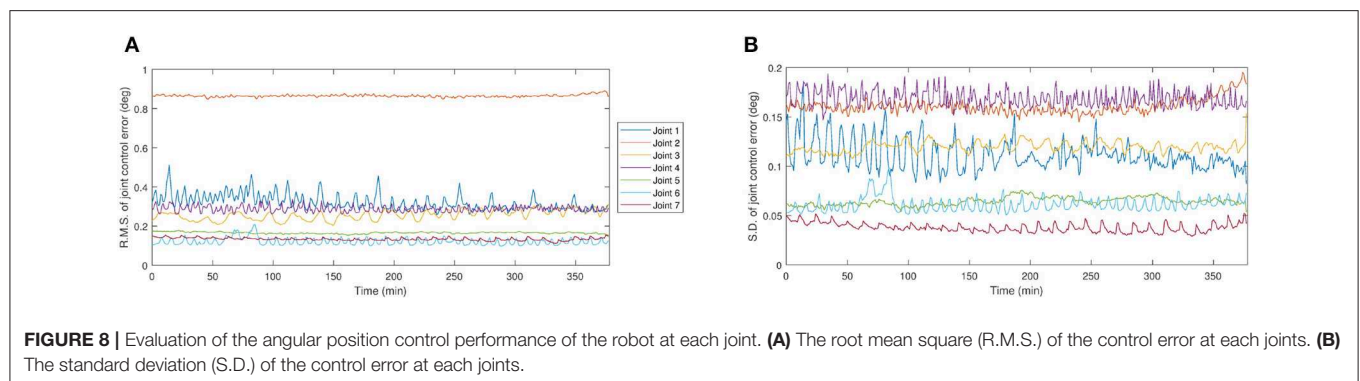 A
R.M.S. of joint control error (deg)
1
0.8
0.6
0.4
0.2
0
0 50 100 150 200 250 300 350
Time (min)
Joint 1
Joint 2
Joint 3
Joint 4
Joint 5
Joint 6
Joint 7
B
S.D. of joint control error (deg)
0.2
0.15
0.1
0.05
0
0 50 100 150 200 250 300 350
Time (min)
FIGURE 8 | Evaluation of the angular position control performance of the robot at each joint. (A) The root mean square (R.M.S.) of the control error at each joints. (B)
The standard deviation (S.D.) of the control error at each joints.